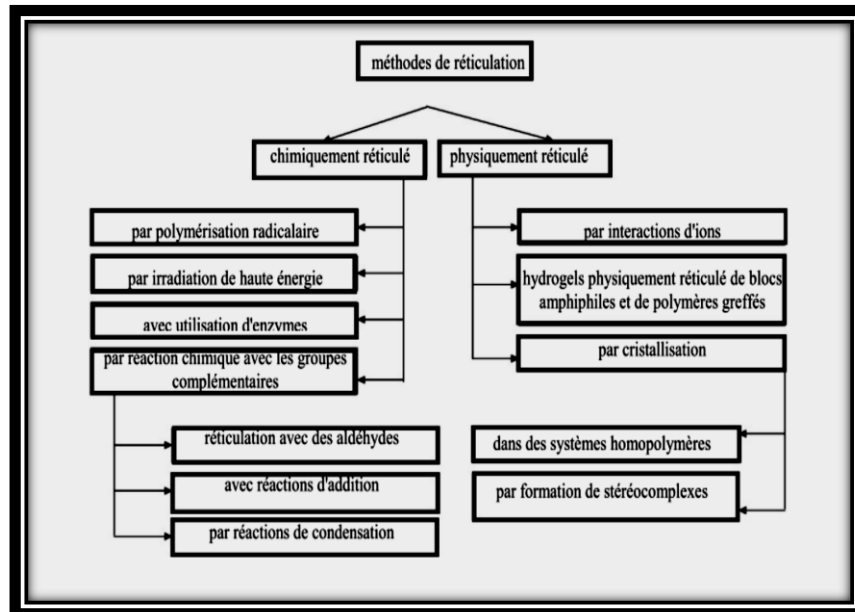 méthodes de réticulation
chimiquement réticulé
physiquement réticulé
par polymérisation radicalaire
par irradiation de haute énergie
avec utilisation d'enzymes
par réaction chimique avec les groupes
complémentaires
réticulation avec des aldéhydes
avec réactions d'addition
par réactions de condensation
par interactions d'ions
hydrogels physiquement réticulé de blocs
amphiphiles et de polymères greffés
par cristallisation
dans des systèmes homopolymères
par formation de stéréocomplexes